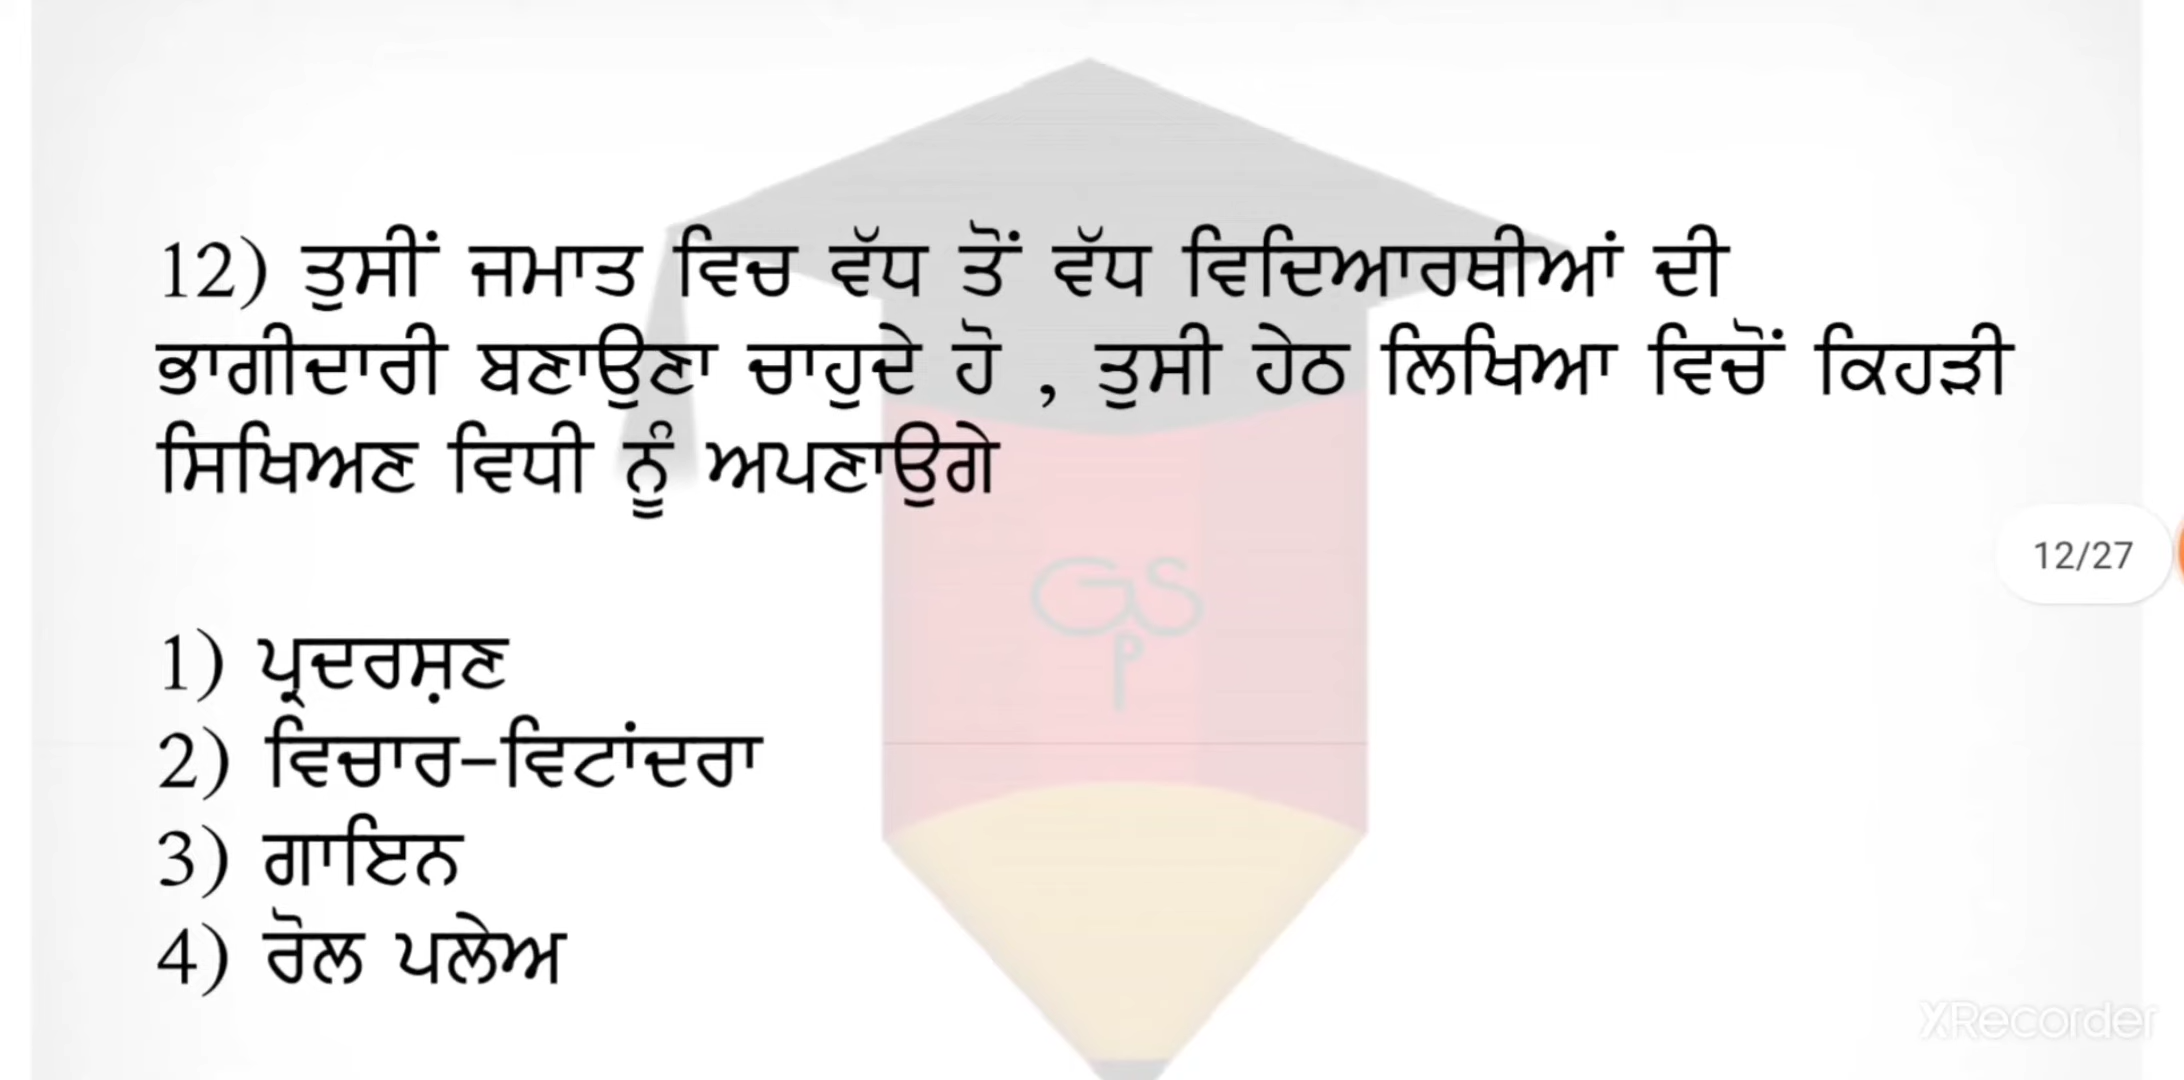 12) ਤੁਸੀਂ ਜਮਾਤ ਵਿਚ ਵੱਧ ਤੋਂ ਵੱਧ ਵਿਦਿਆਰਥੀਆਂ ਦੀ
ਭਾਗੀਦਾਰੀ ਬਣਾਉਣਾ ਚਾਹੁਦੇ ਹੋ , ਤੁਸੀ ਹੇਠ ਲਿਖਿਆ ਵਿਚੋਂ ਕਿਹੜੀ
ਸਿਖਿਅਣ ਵਿਧੀ ਨੂੰ ਅਪਣਾਉਗੇ
12/27
GS
P
1) ਪ੍ਰਦਰਸ਼ਣ
2) ਵਿਚਾਰ-ਵਿਟਾਂਦਰਾ
3) ਗਾਇਨ
4) ਰੋਲ ਪਲੇਅ
XRecorder